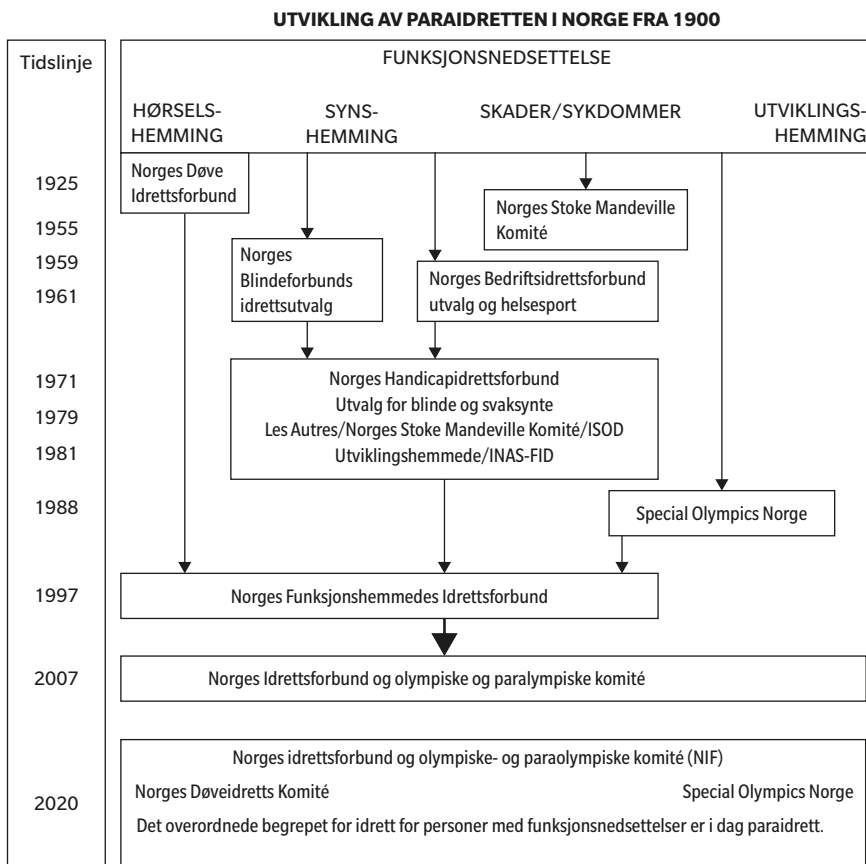 UTVIKLING AV PARAIDRETTEN I NORGE FRA 1900
Tidslinje
FUNKSJONSNEDSETTELSE
HØRSELS-
HEMMING
SYNS-
HEMMING
SKADER/SYKDOMMER
UTVIKLINGS-
HEMMING
1925
Norges Døve
Idrettsforbund
Norges Stoke Mandeville
Komité
1955
1959
Norges
Blindeforbunds
idrettsutvalg
Norges Bedriftsidrettsforbund
utvalg og helsesport
1961
1971
Norges Handicapidrettsforbund
Utvalg for blinde og svaksynte
1979
Les Autres/Norges Stoke Mandeville Komité/ISOD
1981
Utviklingshemmede/INAS-FID
1988
Special Olympics Norge
1997
Norges Funksjonshemmedes Idrettsforbund
2007
Norges Idrettsforbund og olympiske og paralympiske komité
Norges idrettsforbund og olympiske- og paraolympiske komité (NIF)
2020
Norges Døveidretts Komité
Special Olympics Norge
Det overordnede begrepet for idrett for personer med funksjonsnedsettelser er i dag paraidrett.